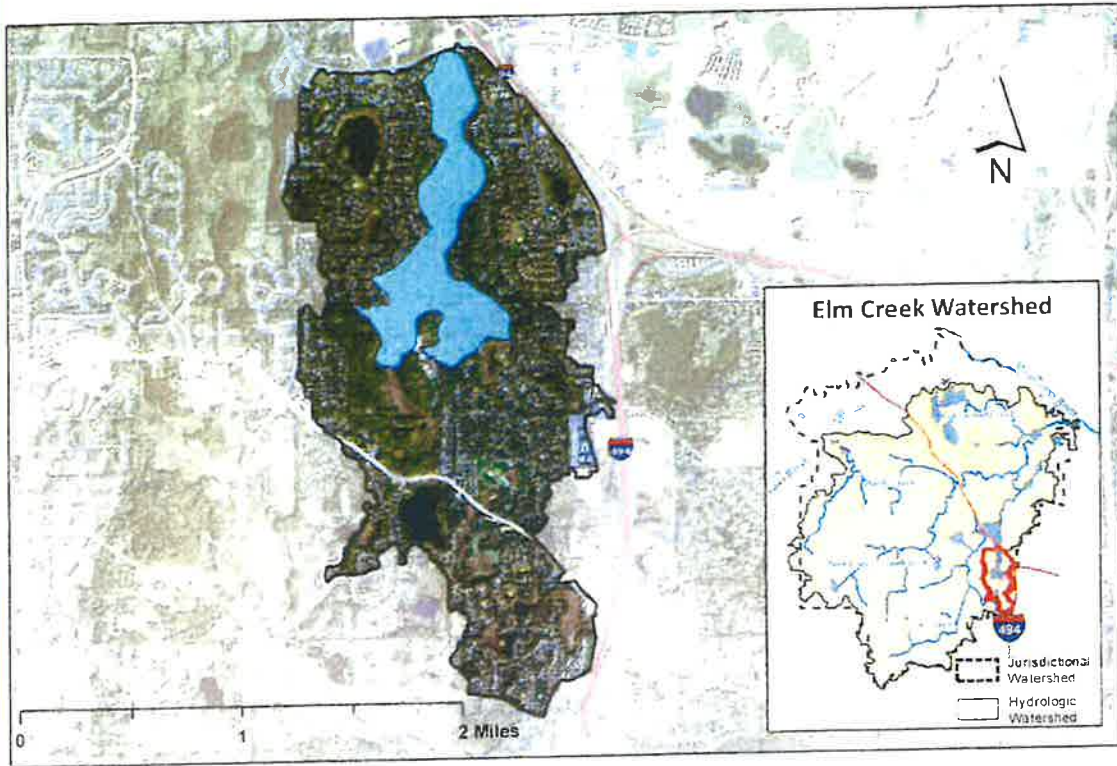 N
494
0
1
2 Miles
Elm Creek Watershed
494
Jurisdictional
Watershed
Hydrologic
Watershed